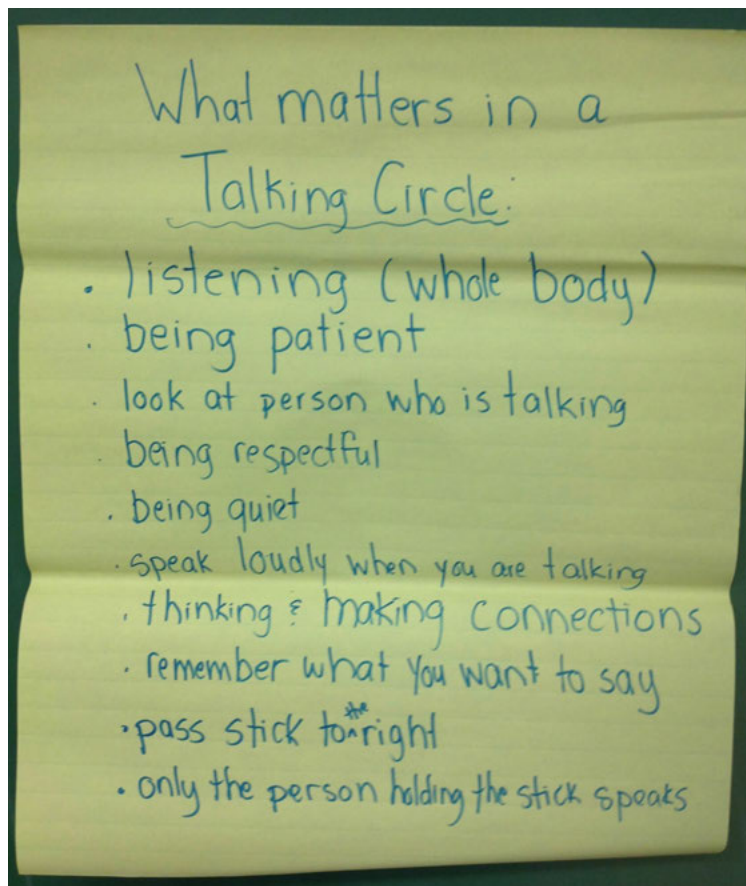 What matters in a
Talking Circle:
· listening (whole body)
· being patient
· look at person who is talking
· being respectful
· being quiet
· speak loudly when you are talking
· thinking & making connections
· remember what you want to say
· pass stick to the right
· only the person holding the stick speaks